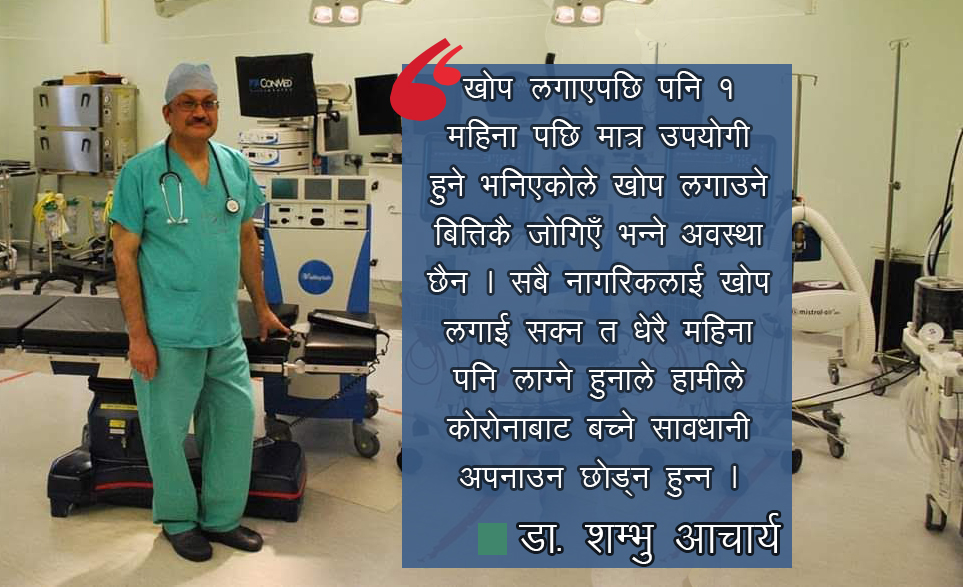 CONMED
खोप लगाएपछि पनि १
महिना पछि मात्र उपयोगी
हुने भनिएकोले खोप लगाउने
बित्तिकै जोगिएँ भन्ने अवस्था
छैन । सबै नागरिकलाई खोप
लगाई सक्न त धेरै महिना
पनि लाग्ने हुनाले हामीले
कोरोनाबाट बच्ने सावधानी
अपनाउन छोड्न हुन्न ।
डा. शम्भु आचार्य
mistral-air